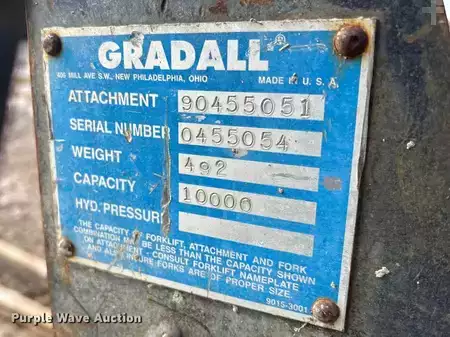 GRADALL
400 MILL AVE S.W., NEW PHILADELPHIA, OHIO MADE IN U.S.A.
ATTACHMENT 90455051
SERIAL NUMBER 0455054
WEIGHT 492
CAPACITY 10000
HYD. PRESSURE
THE CAPACITY OF FORKLIFT, ATTACHMENT AND FORK
COMBINATION MAY BE LESS THAN THE CAPACITY SHOWN
ON ATTACHMENT - CONSULT FORKLIFT NAMEPLATE
AND ALSO INSURE FORKS ARE OF PROPER SIZE
9015-3001
Purple Wave Auction